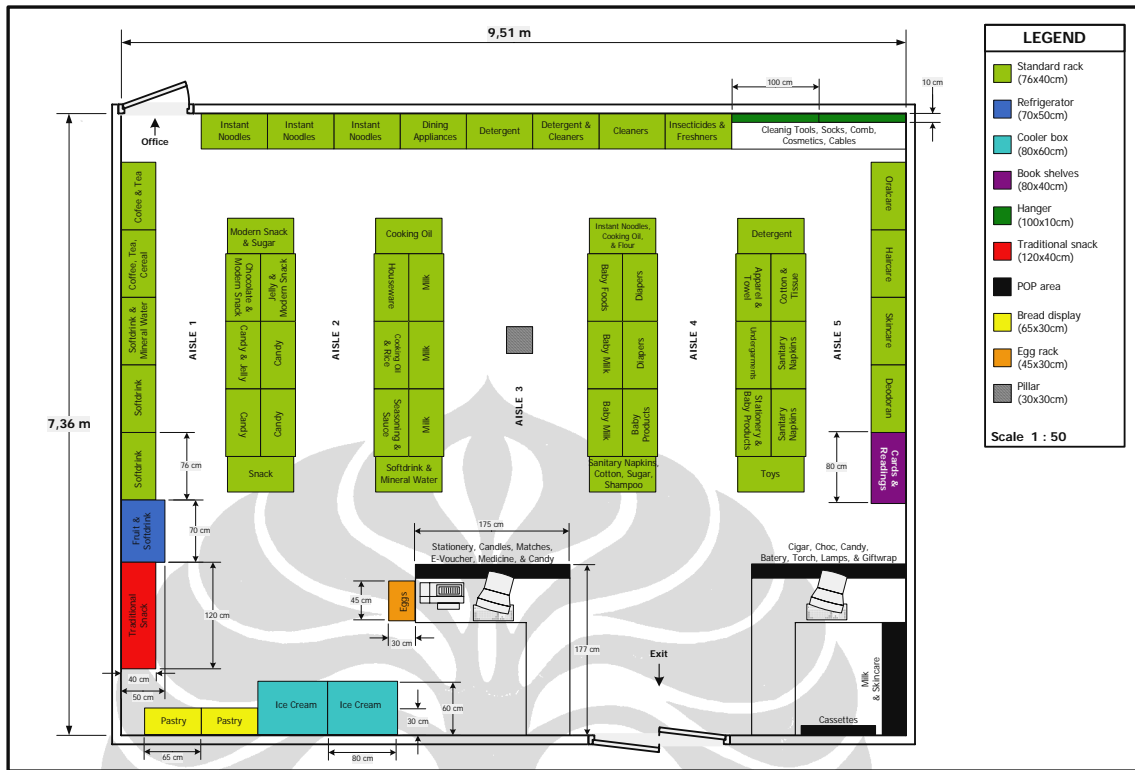 9,51 m
LEGEND
Standard rack
(76x40cm)
Refrigerator
(70x50cm)
Cooler box
(80x60cm)
Book shelves
(80x40cm)
Hanger
(100x10cm)
Traditional snack
(120x40cm)
POP area
Bread display
(65x30cm)
Egg rack
(45x30cm)
Pillar
(30x30cm)
Scale 1 : 50
100 cm
10 cm
Office
Instant
Noodles
Instant
Noodles
Instant
Noodles
Dining
Appliances
Detergent
Detergent &
Cleaners
Cleaners
Insecticides &
Freshners
Cleanig Tools, Socks, Comb,
Cosmetics, Cables
7,36 m
Cofee & Tea
Coffee, Tea,
Cereal
Softdrink &
Mineral Water
Softdrink
Softdrink
Fruit &
Softdrink
Traditional
Snack
AISLE 1
Modern Snack
& Sugar
Chocolate &
Modern Snack
Jelly &
Modern Snack
Candy & Jelly
Candy
Candy
Candy
Snack
AISLE 2
Cooking Oil
Houseware
Milk
Cooking Oil
& Rice
Milk
Seasoning &
Sauce
Milk
Softdrink &
Mineral Water
AISLE 3
Instant Noodles,
Cooking Oil,
& Flour
Baby Foods
Diapers
Baby Milk
Diapers
Baby Milk
Baby
Products
Sanitary Napkins,
Cotton, Sugar,
Shampoo
AISLE 4
Detergent
Apparel &
Towel
Cotton &
Tissue
Undergarments
Sanitary
Napkins
Stationery &
Baby Products
Sanitary
Napkins
Toys
AISLE 5
Oralcare
Haircare
Skincare
Deodoran
Cards &
Readings
76 cm
70 cm
80 cm
120 cm
40 cm
50 cm
175 cm
Stationery, Candles, Matches,
E-Voucher, Medicine, & Candy
Eggs
45 cm
30 cm
177 cm
Cigar, Choc, Candy,
Batery, Torch, Lamps, & Giftwrap
Exit
Milk
& Skincare
Cassettes
Pastry
Pastry
Ice Cream
Ice Cream
60 cm
30 cm
65 cm
80 cm